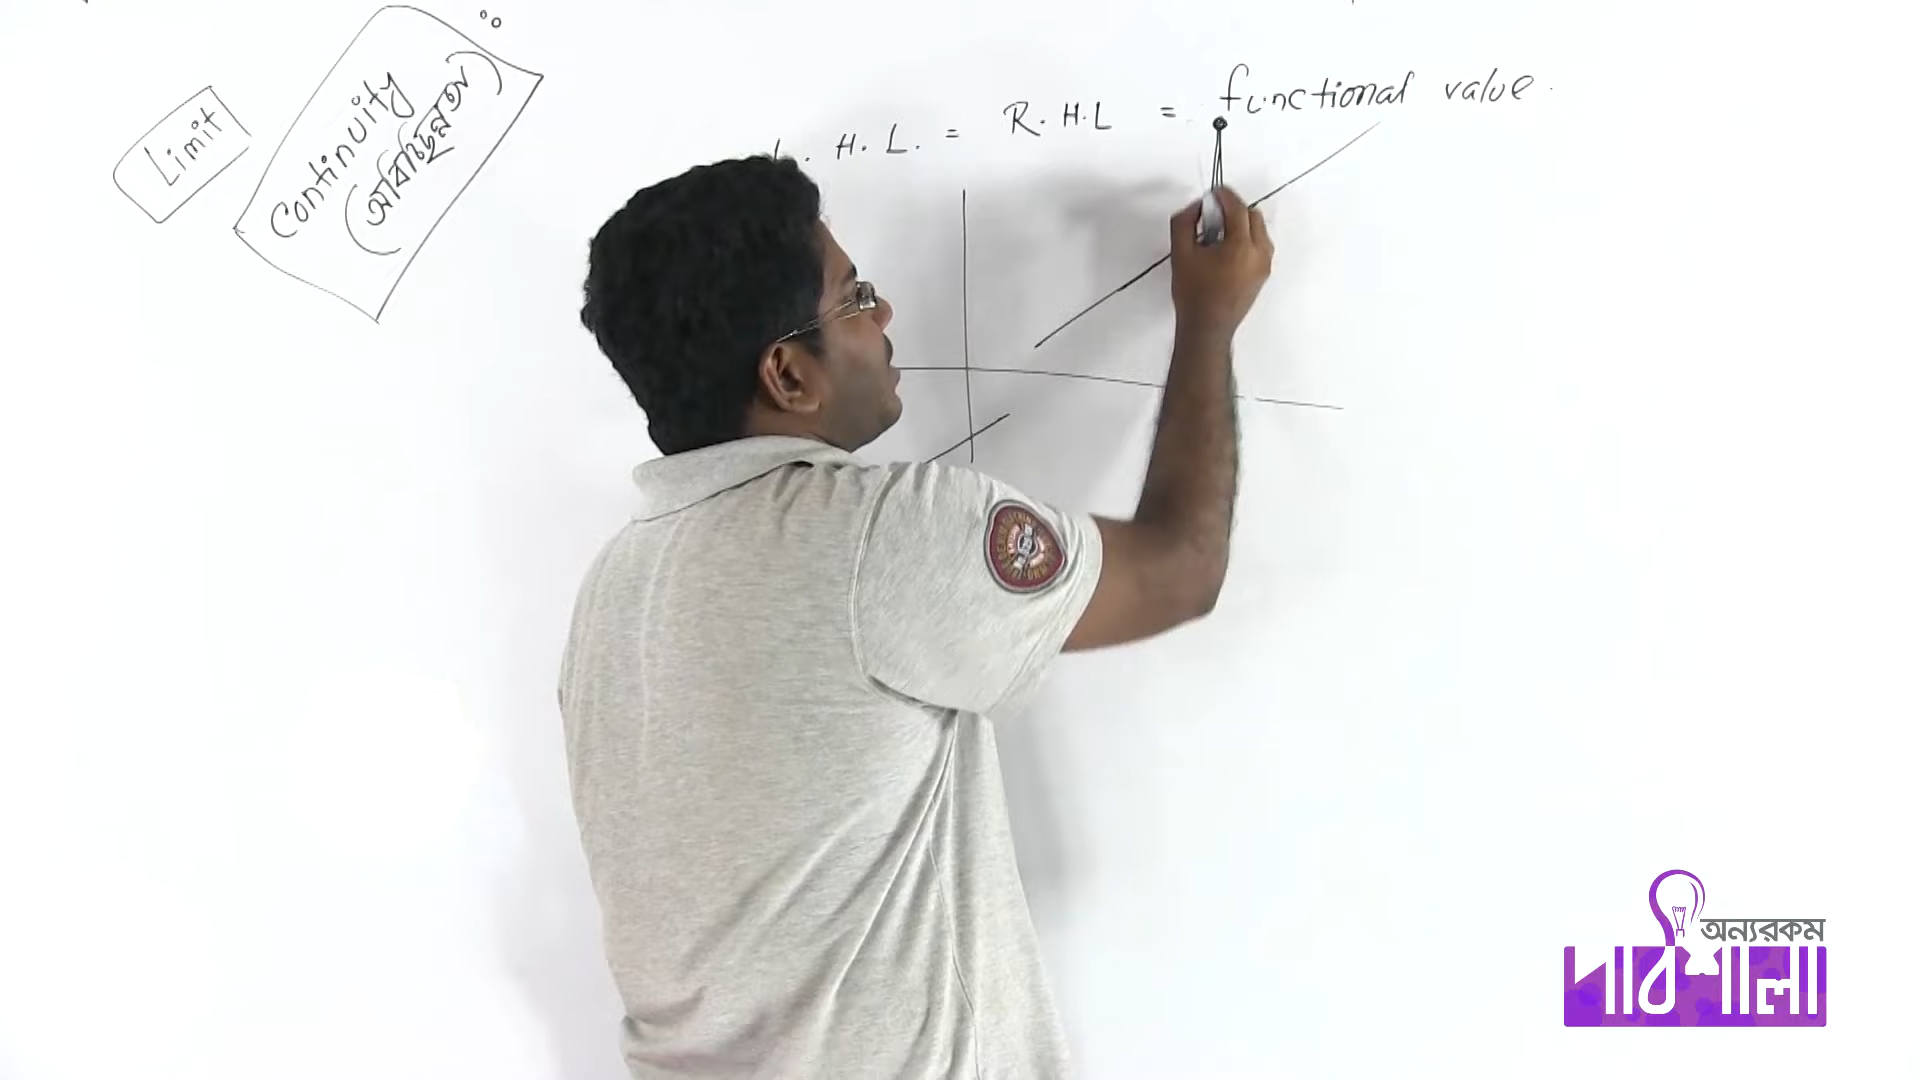 Limit
Continuity
(অবিচ্ছিন্নতা)
. H. L. = R. H. L = functional value.
অন্যরকম
পাঠশালা